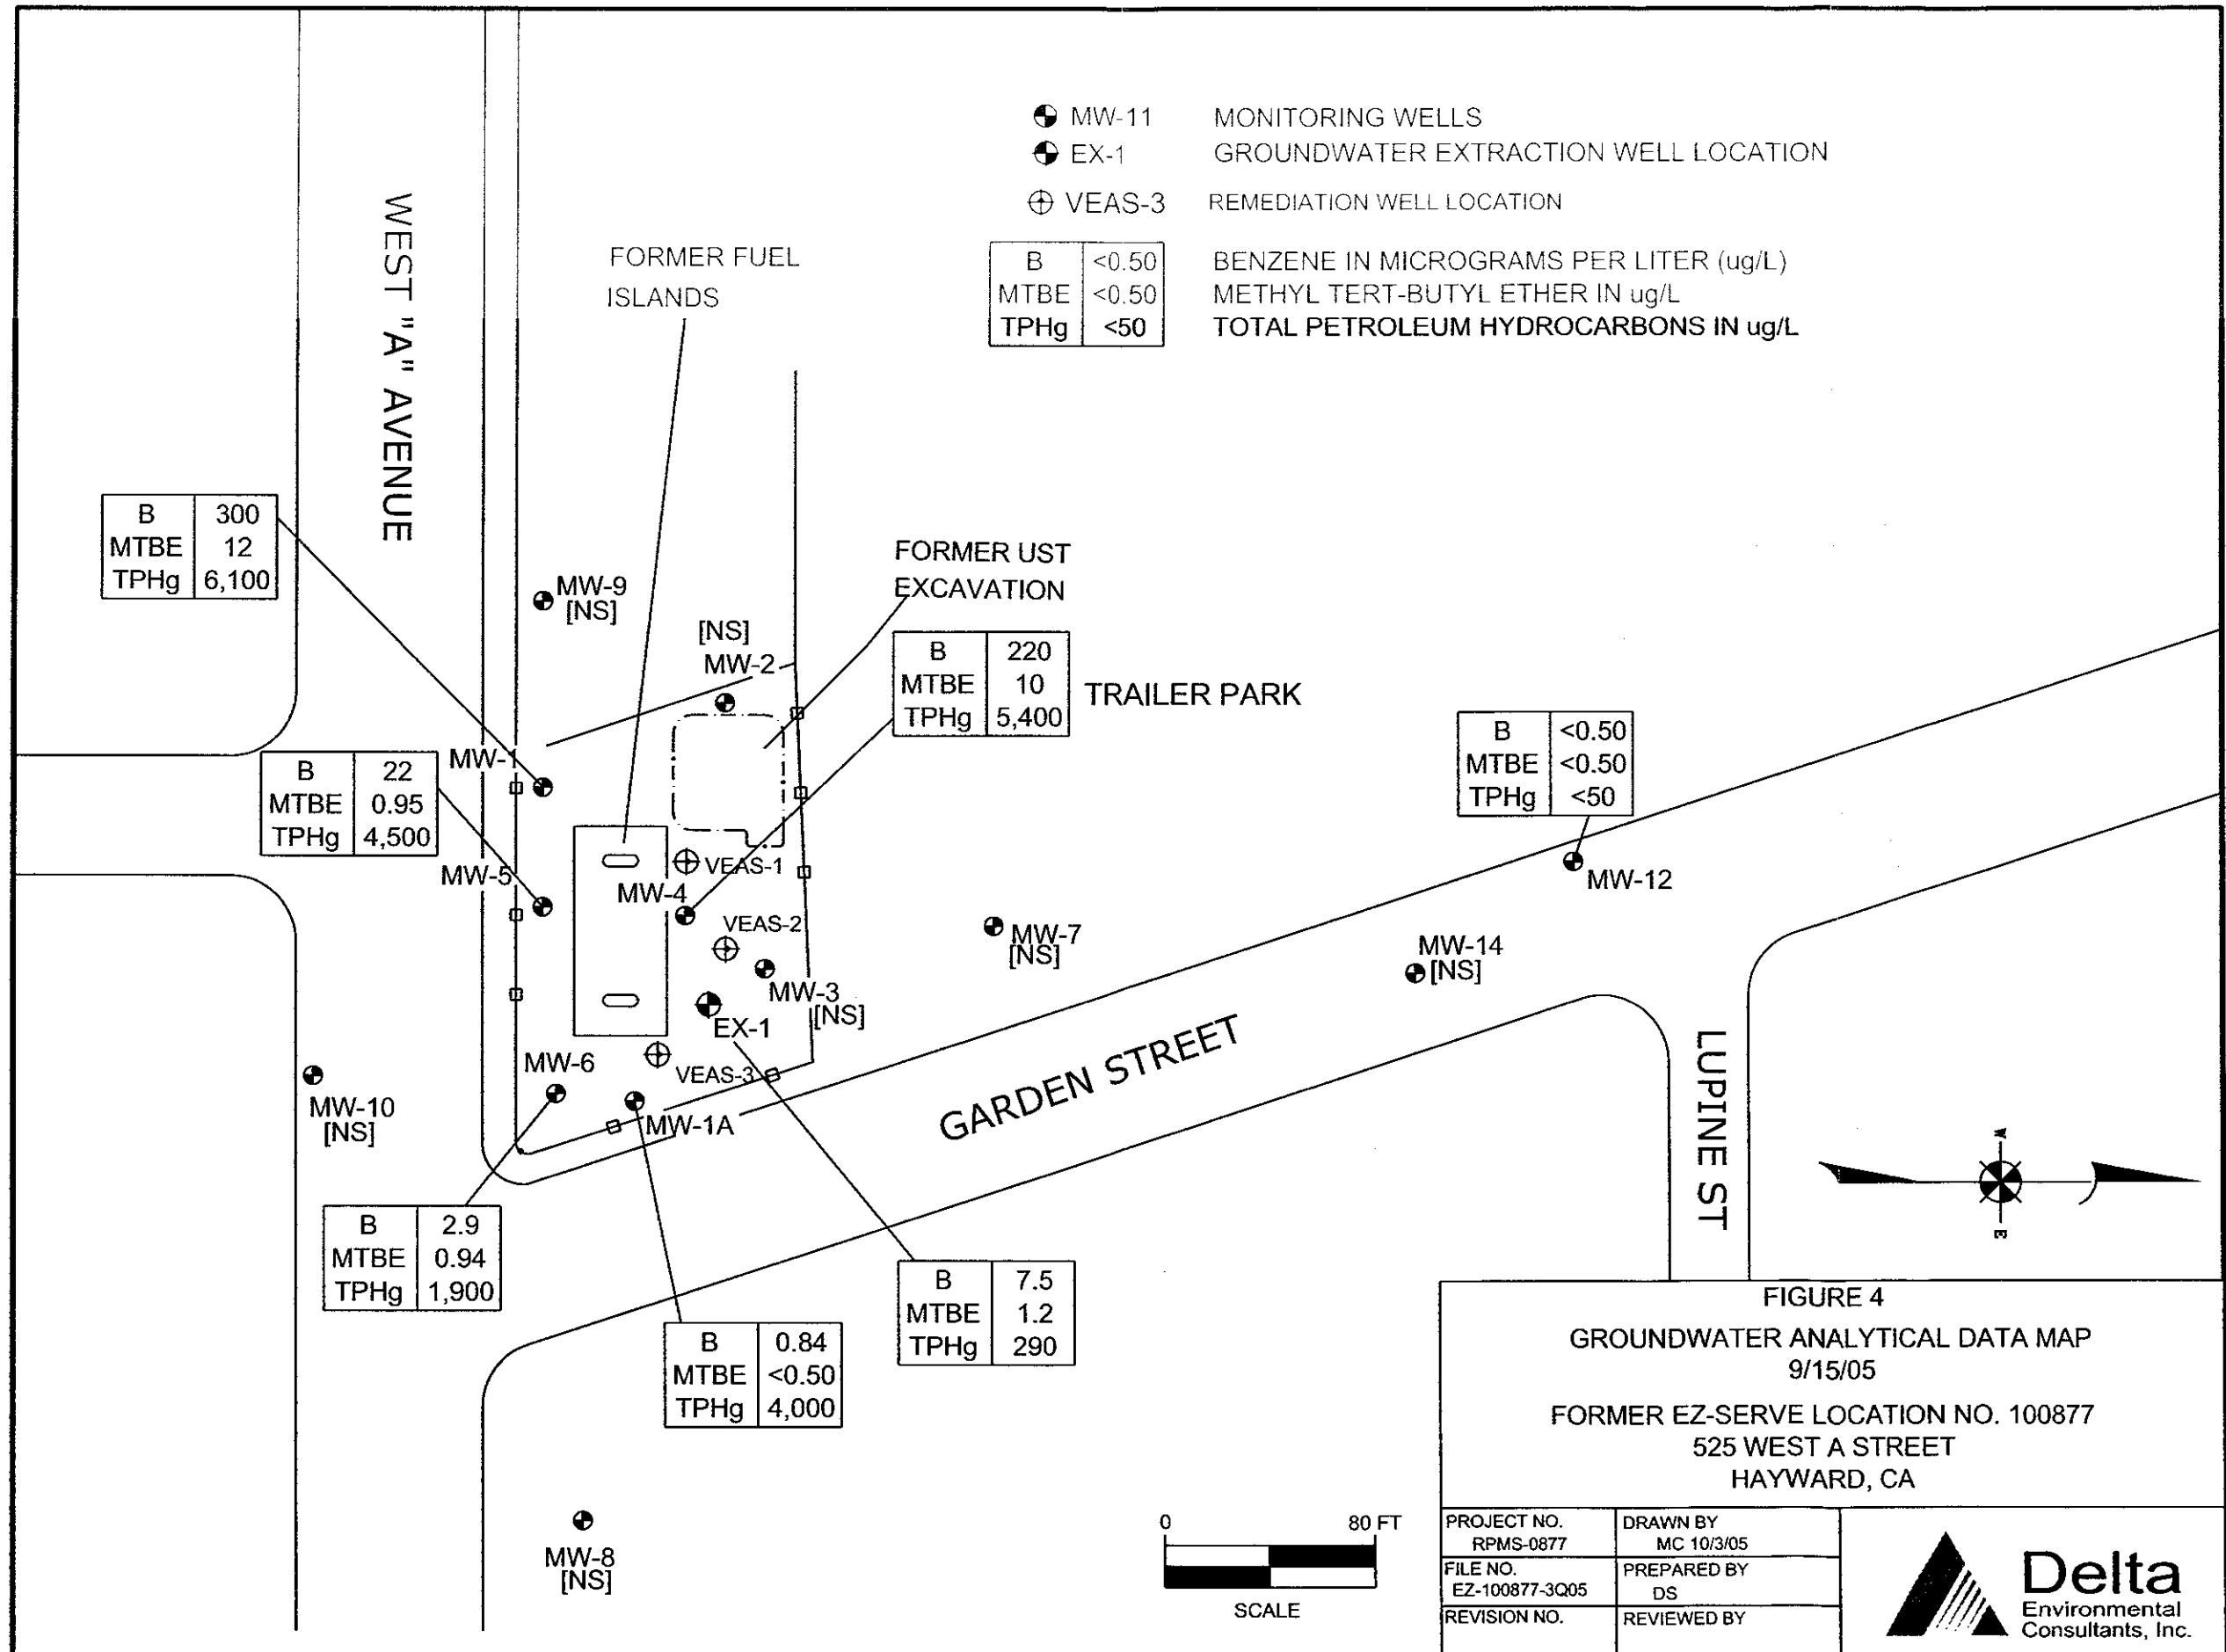 MW-11 MONITORING WELLS
EX-1 GROUNDWATER EXTRACTION WELL LOCATION
VEAS-3 REMEDIATION WELL LOCATION
B <0.50 BENZENE IN MICROGRAMS PER LITER (ug/L)
MTBE <0.50 METHYL TERT-BUTYL ETHER IN ug/L
TPHg <50 TOTAL PETROLEUM HYDROCARBONS IN ug/L
WEST "A" AVENUE
FORMER FUEL
ISLANDS
B 300
MTBE 12
TPHg 6,100
MW-9
[NS]
FORMER UST
EXCAVATION
[NS]
MW-2
B 220
MTBE 10
TPHg 5,400
TRAILER PARK
B <0.50
MTBE <0.50
TPHg <50
MW-
B 22
MTBE 0.95
TPHg 4,500
MW-5
VEAS-1
MW-4
VEAS-2
MW-12
MW-7
[NS]
MW-14
[NS]
MW-3
[NS]
EX-1
MW-6
VEAS-3
MW-10
[NS]
MW-1A
GARDEN STREET
LUPINE ST
W
E
B 2.9
MTBE 0.94
TPHg 1,900
B 7.5
MTBE 1.2
TPHg 290
B 0.84
MTBE <0.50
TPHg 4,000
MW-8
[NS]
0 80 FT
SCALE
FIGURE 4
GROUNDWATER ANALYTICAL DATA MAP
9/15/05
FORMER EZ-SERVE LOCATION NO. 100877
525 WEST A STREET
HAYWARD, CA
PROJECT NO.
RPMS-0877
DRAWN BY
MC 10/3/05
FILE NO.
EZ-100877-3Q05
PREPARED BY
DS
REVISION NO.
REVIEWED BY
Delta
Environmental
Consultants, Inc.